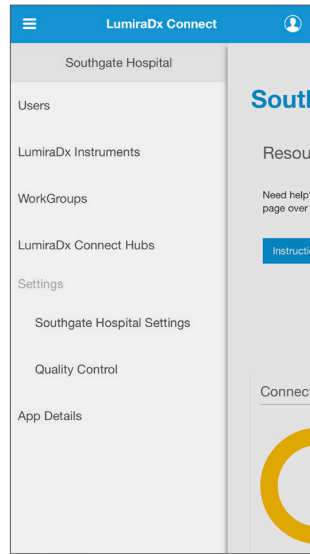 LumiraDx Connect
Southgate Hospital
Users
LumiraDx Instruments
WorkGroups
LumiraDx Connect Hubs
Settings
Southgate Hospital Settings
Quality Control
App Details
Need help
page over
Connect